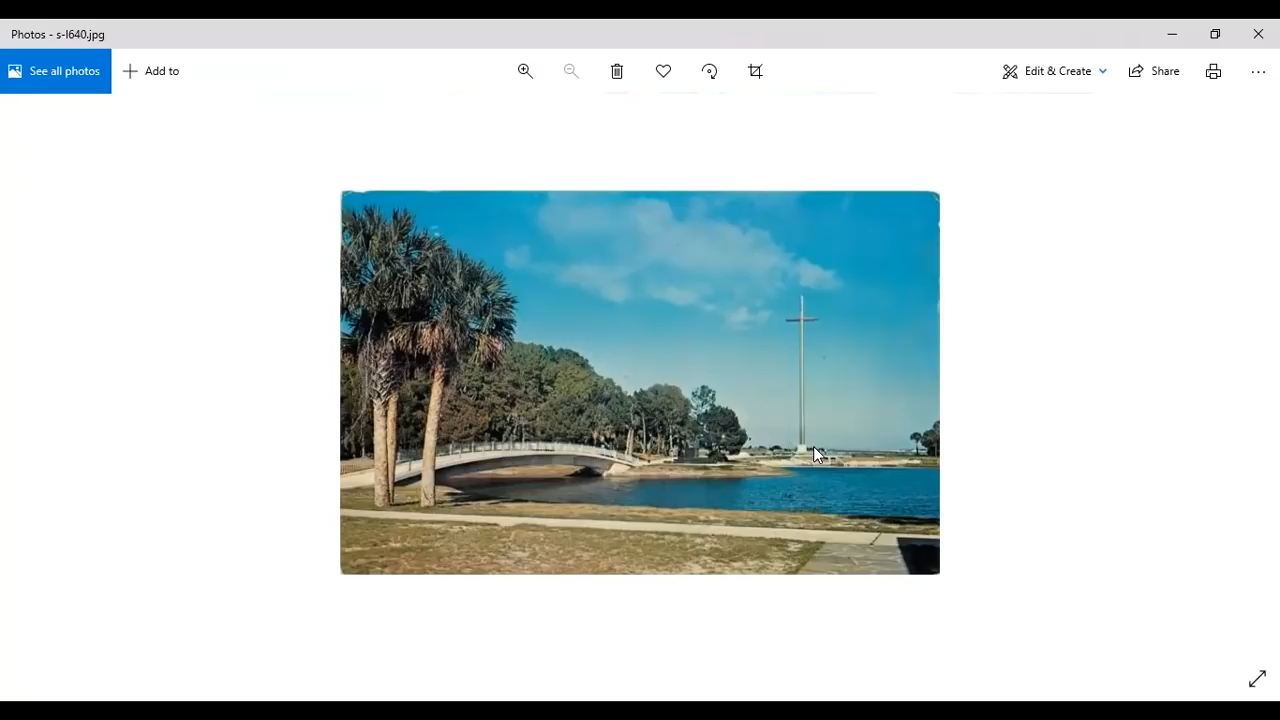 Photos - s-l640.jpg
See all photos
Add to
Edit & Create
Share